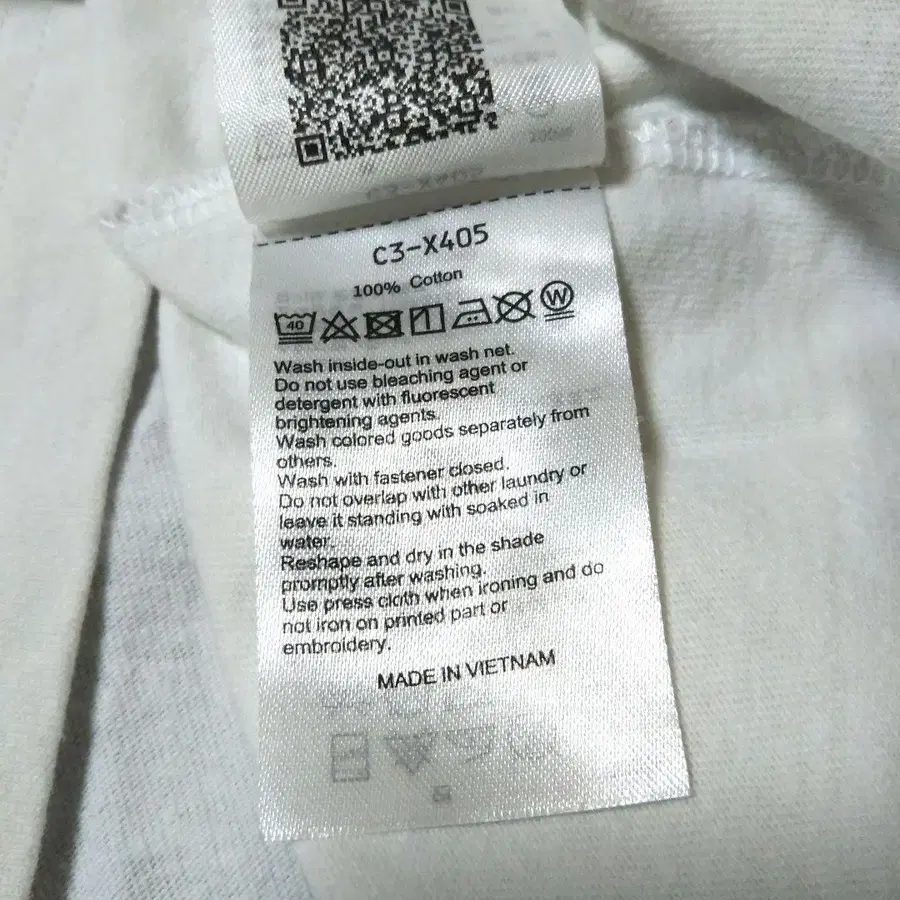 C3-X405
100% Cotton
40 W
Wash inside-out in wash net.
Do not use bleaching agent or
detergent with fluorescent
brightening agents.
Wash colored goods separately from
others.
Wash with fastener closed.
Do not overlap with other laundry or
leave it standing with soaked in
water.
Reshape and dry in the shade
promptly after washing.
Use press cloth when ironing and do
not iron on printed part or
embroidery.
MADE IN VIETNAM